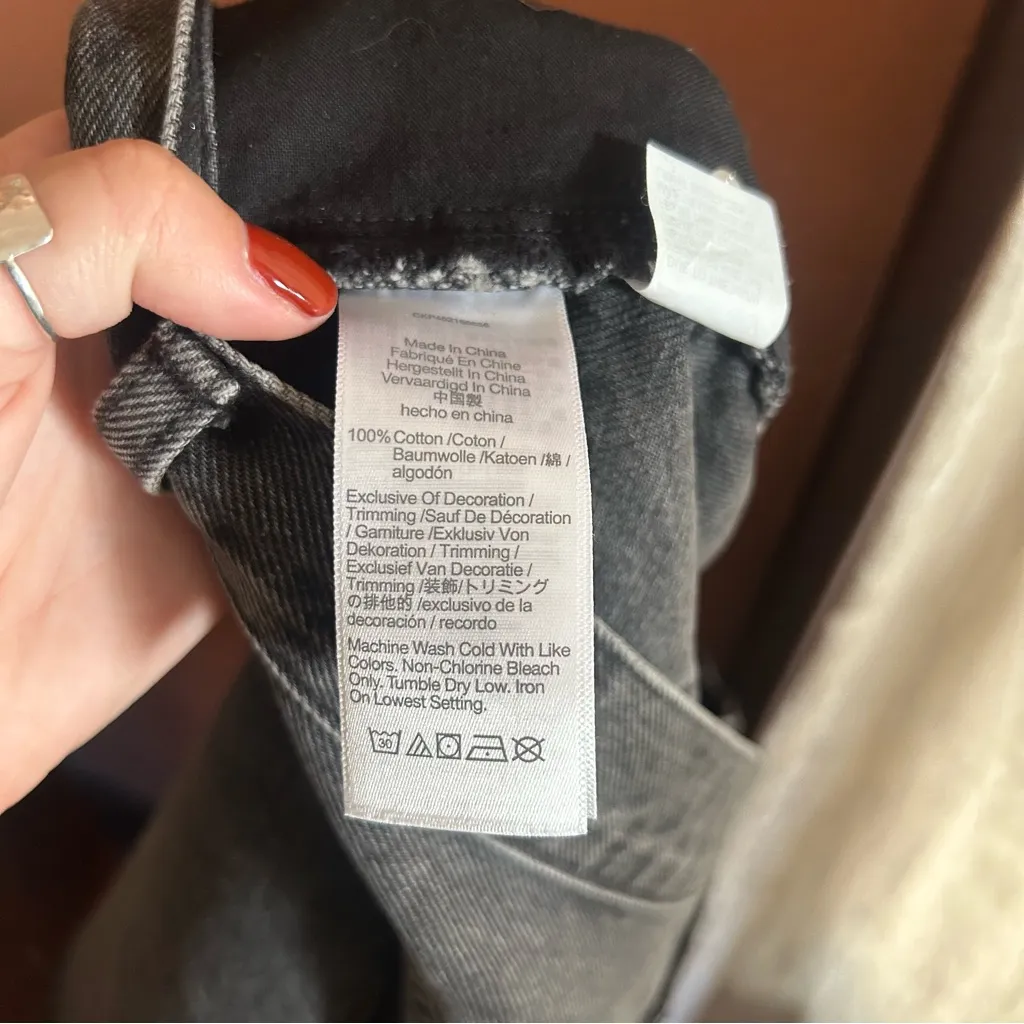 Made In China
Fabriqué En Chine
Hergestellt In China
Vervaardigd In China
中国製
hecho en china
100% Cotton /Coton /
Baumwolle /Katoen /綿 /
algodón
Exclusive Of Decoration /
Trimming /Sauf De Décoration
/ Garniture /Exklusiv Von
Dekoration / Trimming /
Exclusief Van Decoratie /
Trimming /装飾/トリミング
の排他的 /exclusivo de la
decoración / recordo
Machine Wash Cold With Like
Colors. Non-Chlorine Bleach
Only. Tumble Dry Low. Iron
On Lowest Setting.
30